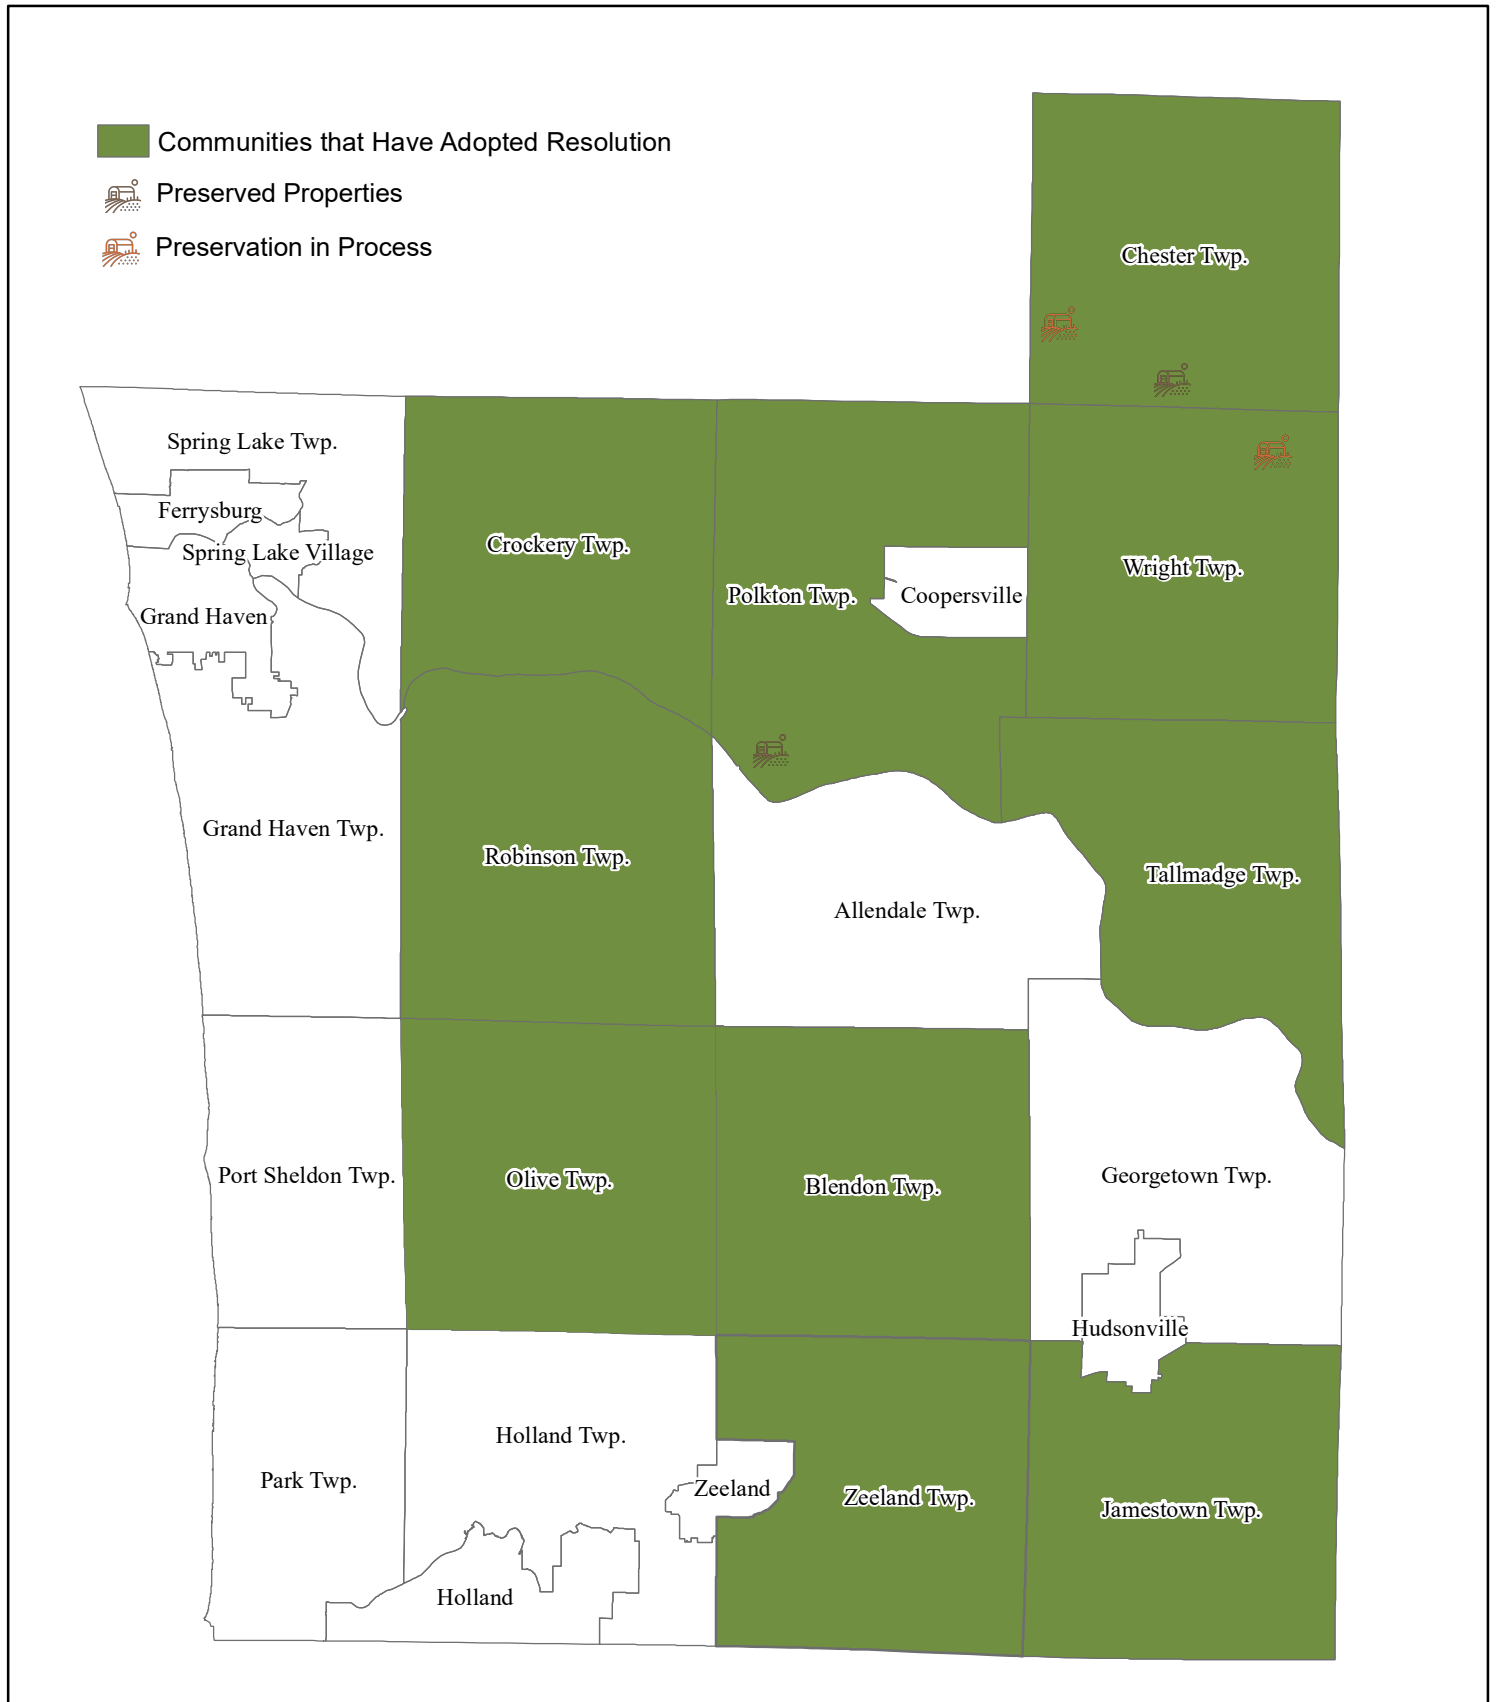 Communities that Have Adopted Resolution
Preserved Properties
Preservation in Process
Chester Twp.
Spring Lake Twp.
Ferrysburg
Spring Lake Village
Crockery Twp.
Polkton Twp.
Coopersville
Wright Twp.
Grand Haven
Grand Haven Twp.
Robinson Twp.
Allendale Twp.
Tallmadge Twp.
Port Sheldon Twp.
Olive Twp.
Blendon Twp.
Georgetown Twp.
Hudsonville
Park Twp.
Holland Twp.
Zeeland
Zeeland Twp.
Jamestown Twp.
Holland